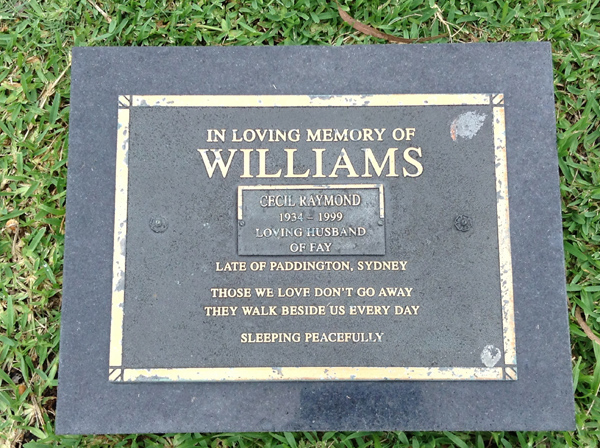 IN LOVING MEMORY OF
WILLIAMS
CECIL RAYMOND
1934 – 1999
LOVING HUSBAND
OF FAY
LATE OF PADDINGTON, SYDNEY
THOSE WE LOVE DON'T GO AWAY
THEY WALK BESIDE US EVERY DAY
SLEEPING PEACEFULLY